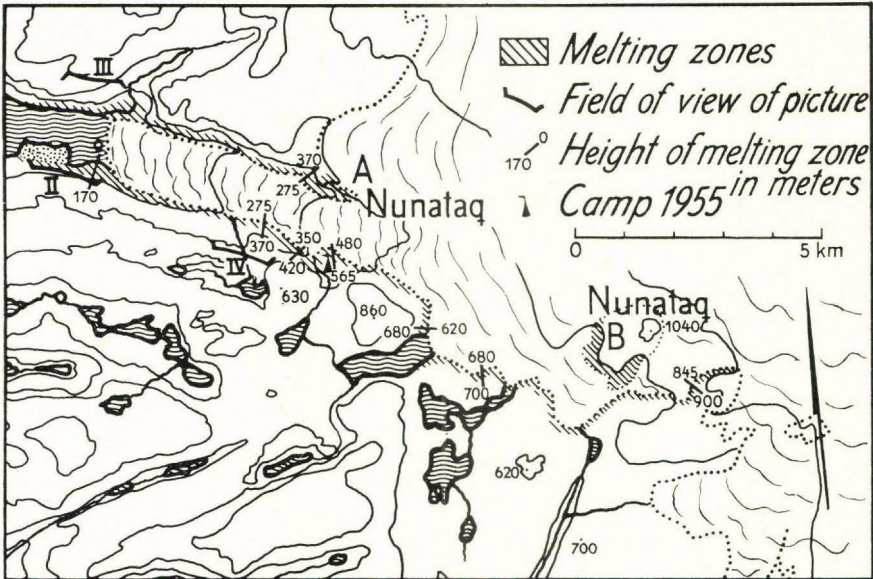 Melting zones
Field of view of picture
0
170
Height of melting zone
in meters
Camp 1955
0 5 km
III
II
170
0
370
A
Nunataq
275
275
370
IV
350
480
420
565
630
860
680
620
Nunataq
B
1040
845
900
680
700
620
700